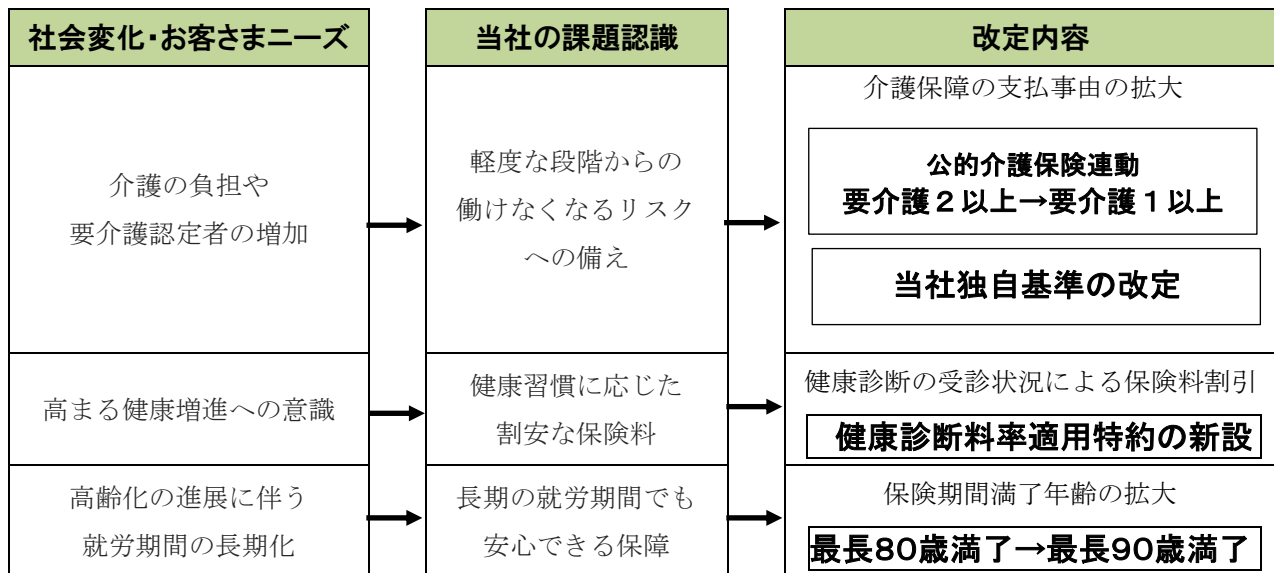 社会変化・お客さまニーズ
当社の課題認識
改定内容
介護の負担や
要介護認定者の増加
軽度な段階からの
働けなくなるリスク
への備え
介護保障の支払事由の拡大
公的介護保険連動
要介護２以上→要介護１以上
当社独自基準の改定
高まる健康増進への意識
健康習慣に応じた
割安な保険料
健康診断の受診状況による保険料割引
健康診断料率適用特約の新設
高齢化の進展に伴う
就労期間の長期化
長期の就労期間でも
安心できる保障
保険期間満了年齢の拡大
最長80歳満了→最長90歳満了